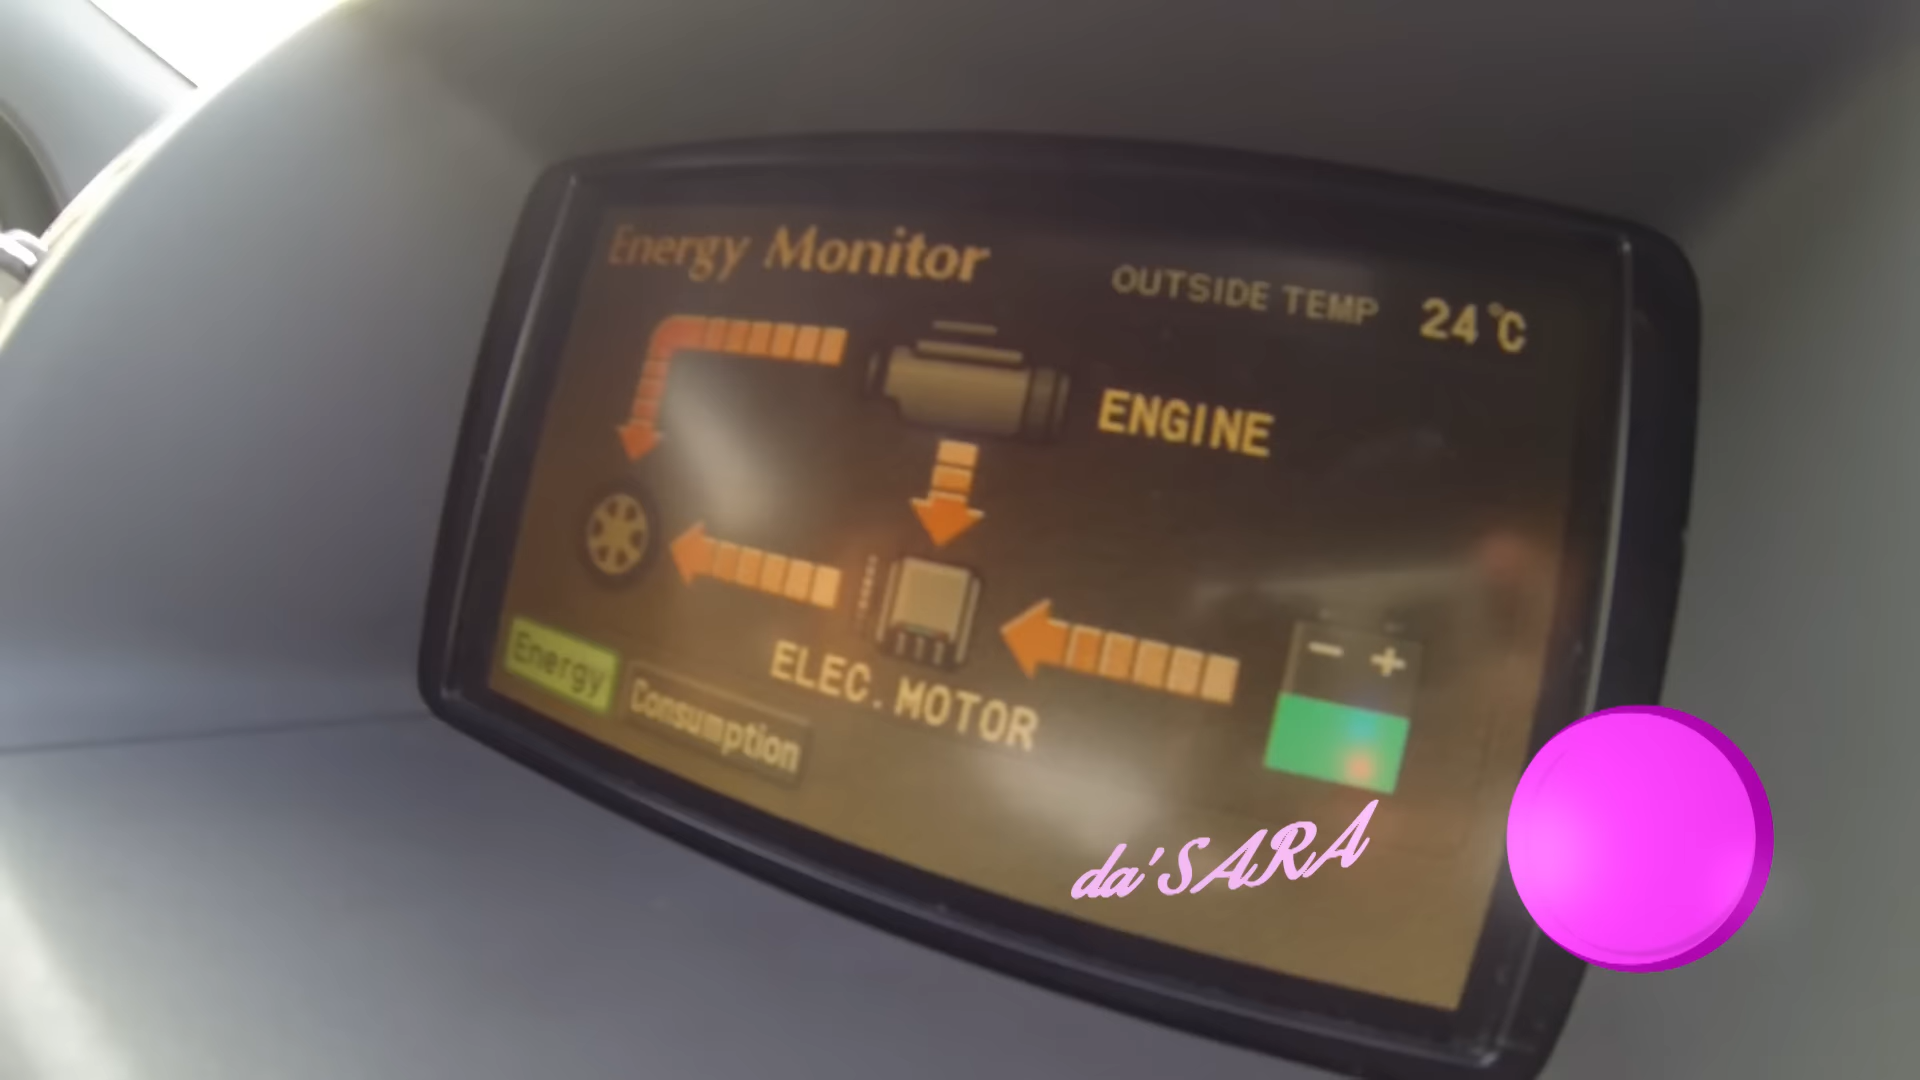 Energy Monitor
OUTSIDE TEMP 24°C
ENGINE
ELEC.MOTOR
- +
Energy
Consumption
da'SARA